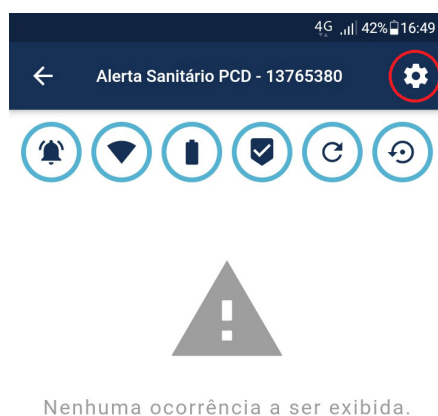 4G 42% 16:49
Alerta Sanitário PCD - 13765380
Nenhuma ocorrência a ser exibida.